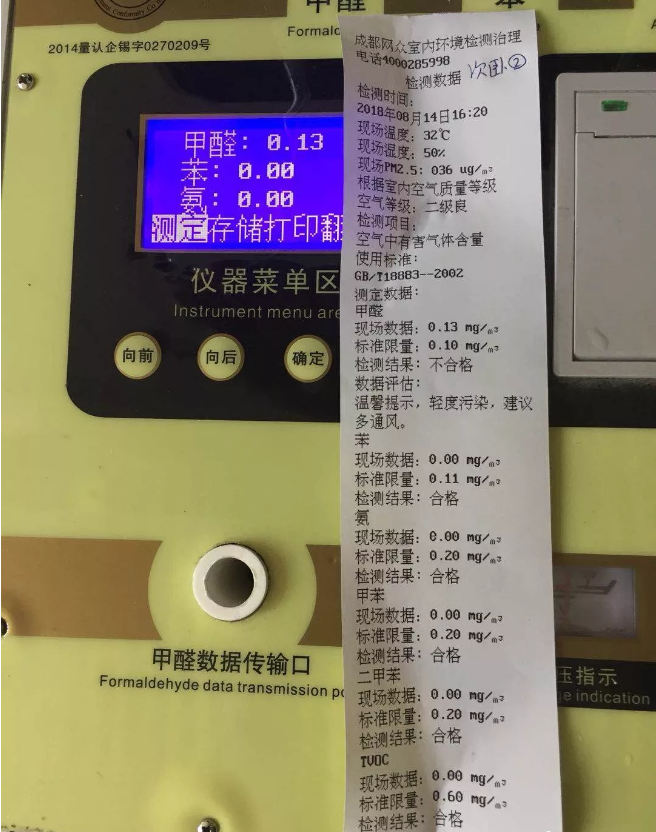 Conformity
甲醛
苯
Formal
2014量认企锡字0270209号
甲醛：0.13
苯：0.00
氨：0.00
测定存储打印翻
仪器菜单区
Instrument menu are
向前
向后
确定
甲醛数据传输口
Formaldehyde data transmission po
压指示
ge indication
成都网众室内环境检测治理
电话4000285998
检测数据 次困.②
检测时间：
2018年08月14日16:20
现场温度：32℃
现场湿度：50%
现场PM2.5：036 ug/m3
根据室内空气质量等级
空气等级：二级良
检测项目：
空气中有害气体含量
使用标准：
GB/T18883--2002
测定数据：
甲醛
现场数据：0.13 mg/m3
标准限量：0.10 mg/m3
检测结果：不合格
数据评估：
温馨提示，轻度污染，建议
多通风。
苯
现场数据：0.00 mg/m3
标准限量：0.11 mg/m3
检测结果：合格
氨
现场数据：0.00 mg/m3
标准限量：0.20 mg/m3
检测结果：合格
甲苯
现场数据：0.00 mg/m3
标准限量：0.20 mg/m3
检测结果：合格
二甲苯
现场数据：0.00 mg/m3
标准限量：0.20 mg/m3
检测结果：合格
TVOC
现场数据：0.00 mg/m3
标准限量：0.60 mg/m3
检测结果：合格